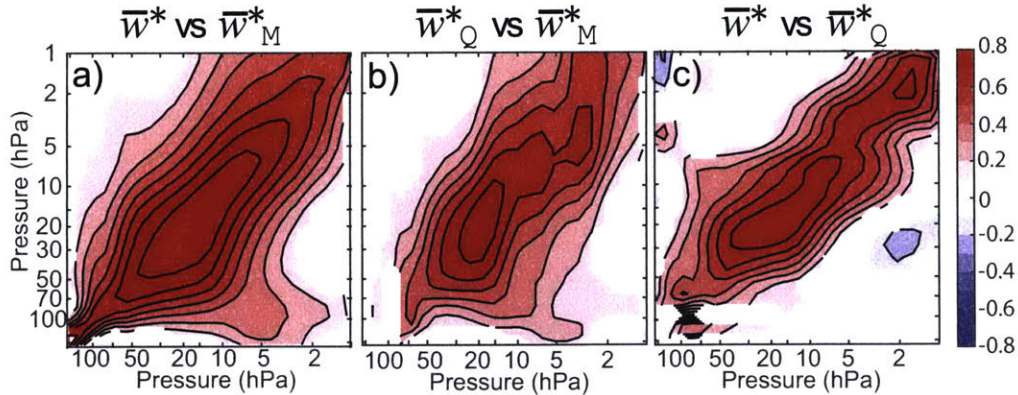 w̅* vs w̅*M
w̅*Q vs w̅*M
w̅* vs w̅*Q
a)
b)
c)
Pressure (hPa)
1
2
5
10
20
30
50
70
100
100 50 20 10 5 2
Pressure (hPa)
100 50 20 10 5 2
Pressure (hPa)
100 50 20 10 5 2
Pressure (hPa)
0.8
0.6
0.4
0.2
0
-0.2
-0.4
-0.6
-0.8